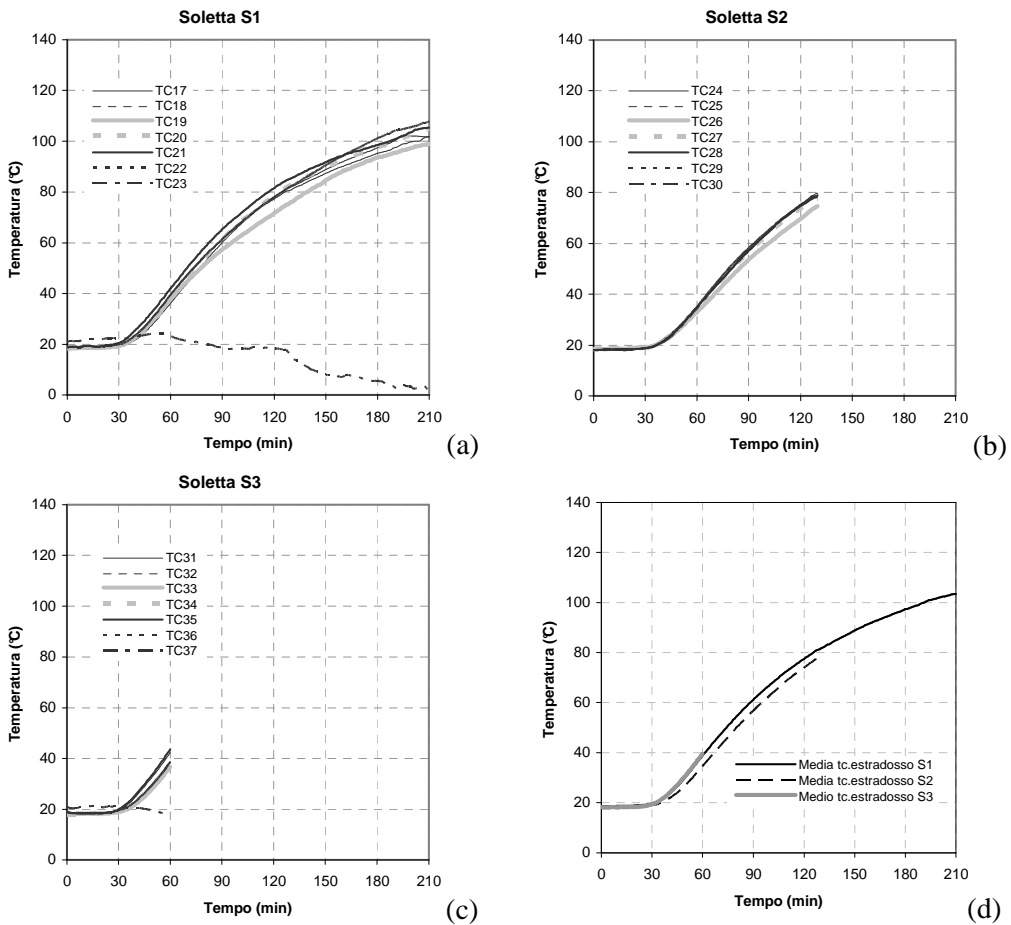 Soletta S1
140
120
100
80
60
40
20
0
Temperatura (°C)
TC17
TC18
TC19
TC20
TC21
TC22
TC23
0 30 60 90 120 150 180 210
Tempo (min)
(a)
Soletta S2
140
120
100
80
60
40
20
0
Temperatura (°C)
TC24
TC25
TC26
TC27
TC28
TC29
TC30
0 30 60 90 120 150 180 210
Tempo (min)
(b)
Soletta S3
140
120
100
80
60
40
20
0
Temperatura (°C)
TC31
TC32
TC33
TC34
TC35
TC36
TC37
0 30 60 90 120 150 180 210
Tempo (min)
(c)
140
120
100
80
60
40
20
0
Temperatura (°C)
Media tc.estradosso S1
Media tc.estradosso S2
Medio tc.estradosso S3
0 30 60 90 120 150 180 210
Tempo (min)
(d)